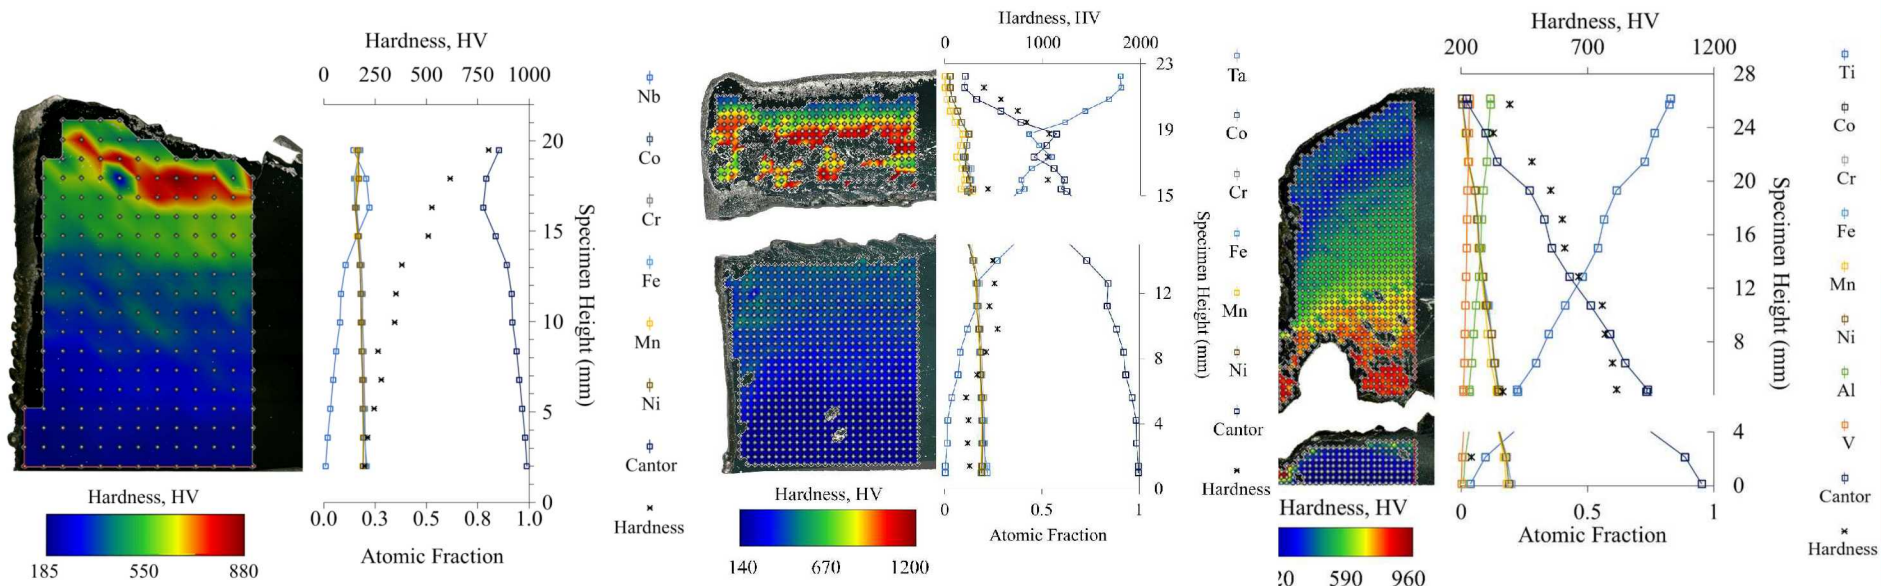 Hardness, HV
0 250 500 750 1000
20
15
10
5
0
Specimen Height (mm)
0.0 0.3 0.5 0.8 1.0
Atomic Fraction
Hardness, HV
185 550 880
Nb
Co
Cr
Fe
Mn
Ni
Cantor
Hardness
Hardness, HV
0 1000 2000
23
19
15
12
8
4
0
Specimen Height (mm)
0 0.5 1
Atomic Fraction
Hardness, HV
140 670 1200
Ta
Co
Cr
Fe
Mn
Ni
Cantor
Hardness
Hardness, HV
200 700 1200
28
24
20
16
12
8
4
0
Specimen Height (mm)
0 0.5 1
Atomic Fraction
Hardness, HV
20 590 960
Ti
Co
Cr
Fe
Mn
Ni
Al
V
Cantor
Hardness